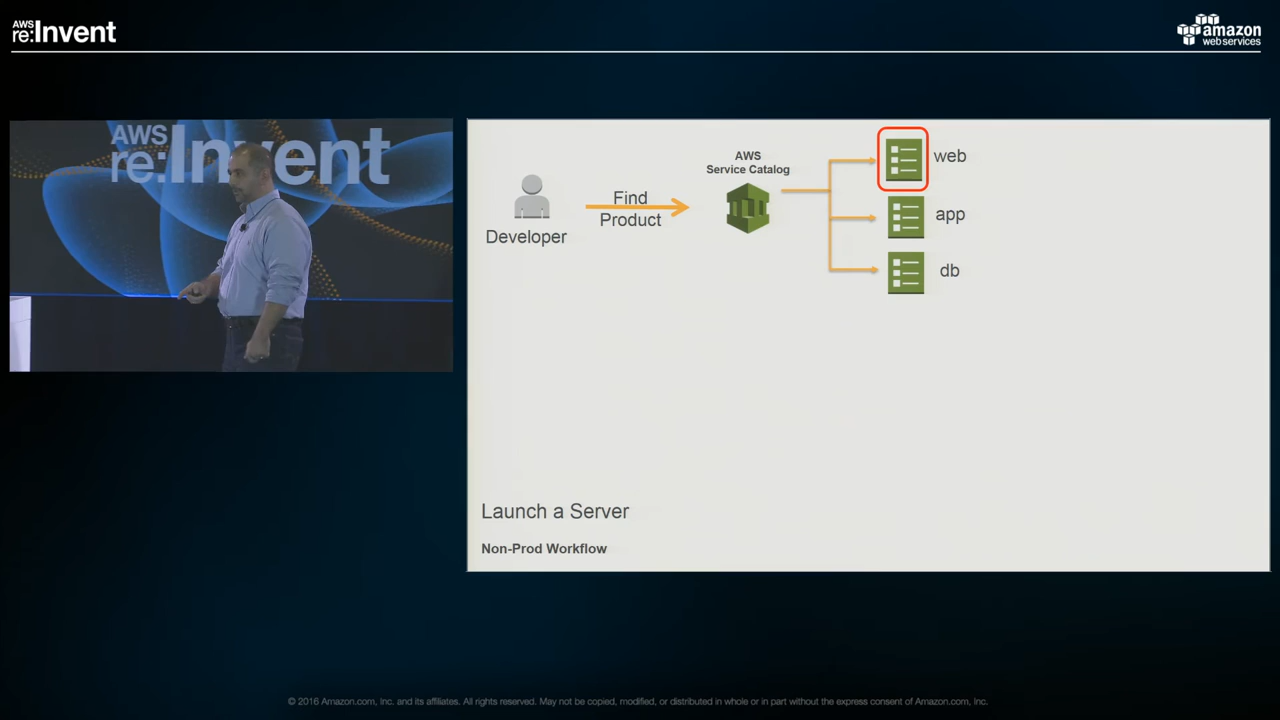 AWS
re:Invent
amazon
webservices
AWS
re:Invent
AWS
Service Catalog
web
Find
Product
app
Developer
db
Launch a Server
Non-Prod Workflow
© 2016 Amazon.com, Inc. and its affiliates. All rights reserved. May not be copied, modified, or distributed in whole or in part without the express consent of Amazon.com, Inc.